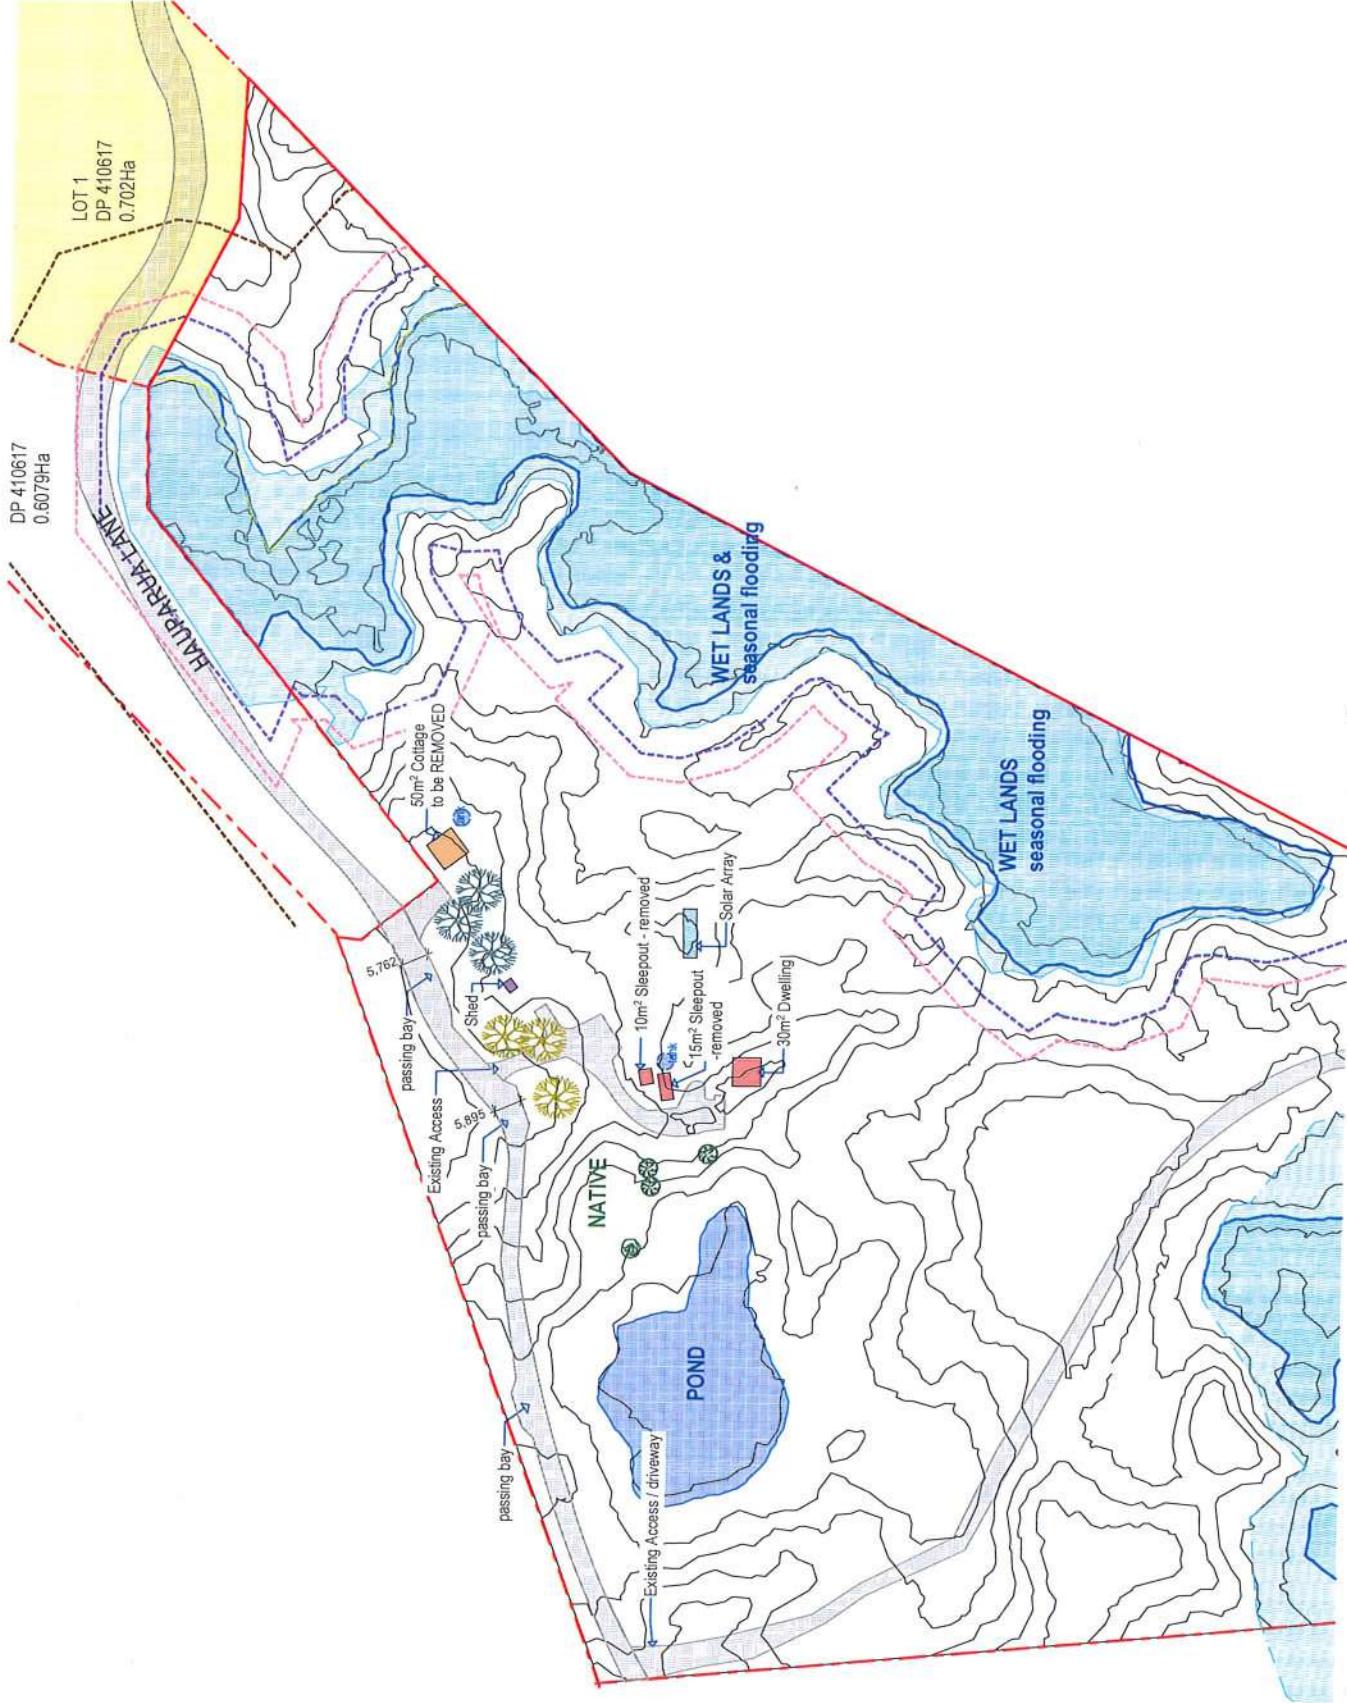 DP 410617
0.6079Ha
LOT 1
DP 410617
0.702Ha
HAUPARUA LANE
5,762
passing bay
50m² Cottage
to be REMOVED
Existing Access
Shed
5,895
passing bay
passing bay
NATIVE
10m² Sleepout - removed
Existing Access / driveway
tank
15m² Sleepout
-removed
POND
Solar Array
WET LANDS &
seasonal flooding
30m² Dwelling
WET LANDS
seasonal flooding